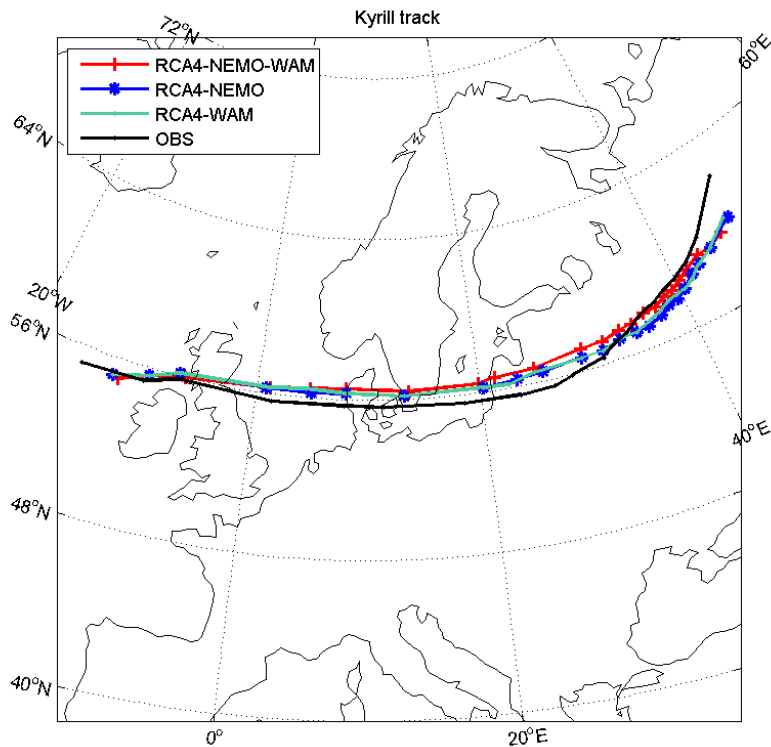 Kyrill track
72°N
60°E
RCA4-NEMO-WAM
RCA4-NEMO
RCA4-WAM
OBS
64°N
20°W
56°N
40°E
48°N
40°N
0°
20°E